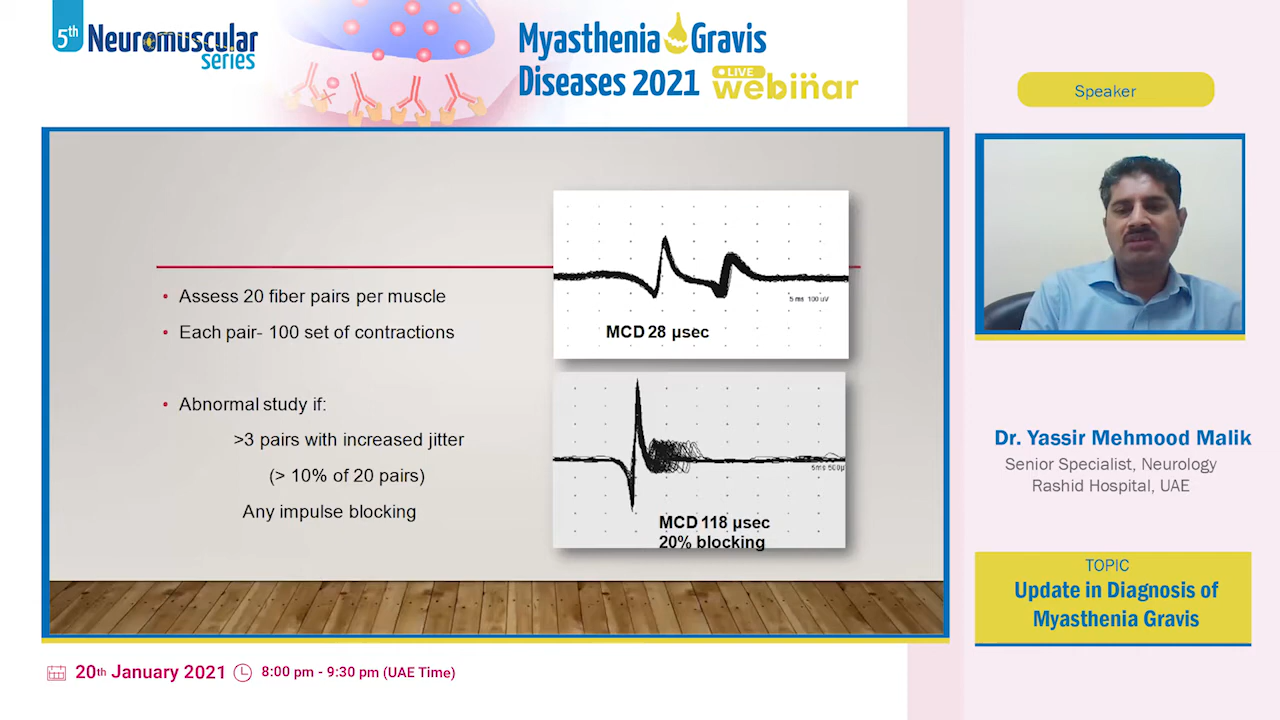 5th Neuromuscular
series
Myasthenia Gravis
Diseases 2021
LIVE
webinar
Assess 20 fiber pairs per muscle
Each pair- 100 set of contractions
Abnormal study if:
>3 pairs with increased jitter
(> 10% of 20 pairs)
Any impulse blocking
5 ms 100 uV
MCD 28 µsec
5ms 500µ
MCD 118 µsec
20% blocking
20th January 2021
8:00 pm - 9:30 pm (UAE Time)
Speaker
Dr. Yassir Mehmood Malik
Senior Specialist, Neurology
Rashid Hospital, UAE
TOPIC
Update in Diagnosis of
Myasthenia Gravis